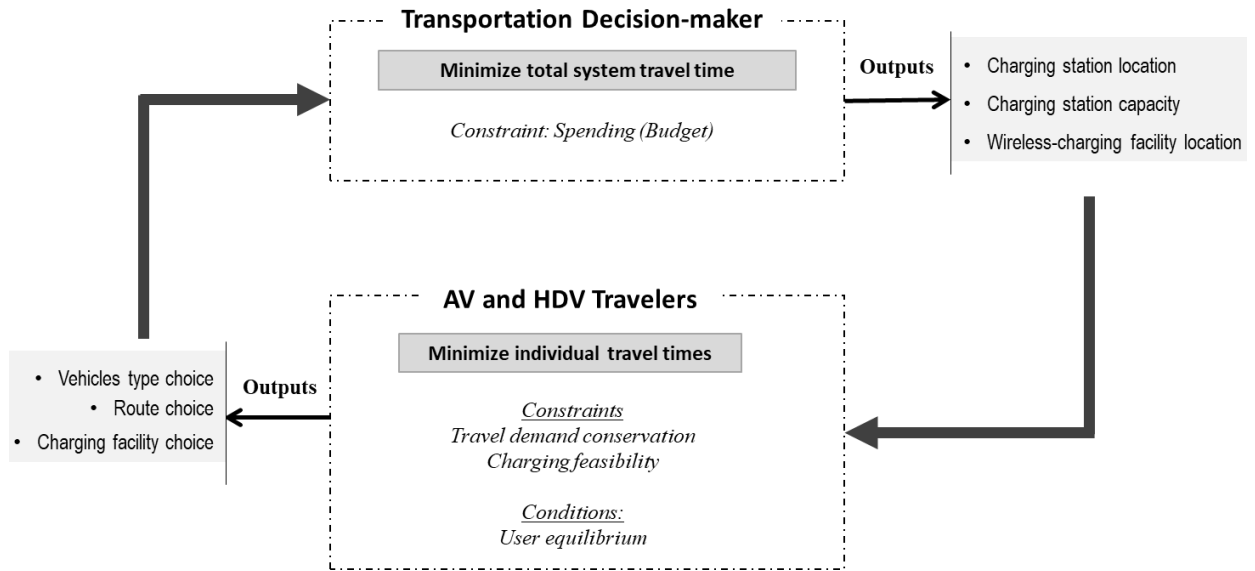 Transportation Decision-maker
Minimize total system travel time
Constraint: Spending (Budget)
Outputs
• Charging station location
• Charging station capacity
• Wireless-charging facility location
AV and HDV Travelers
Minimize individual travel times
Constraints
Travel demand conservation
Charging feasibility
Conditions:
User equilibrium
Outputs
• Vehicles type choice
• Route choice
• Charging facility choice